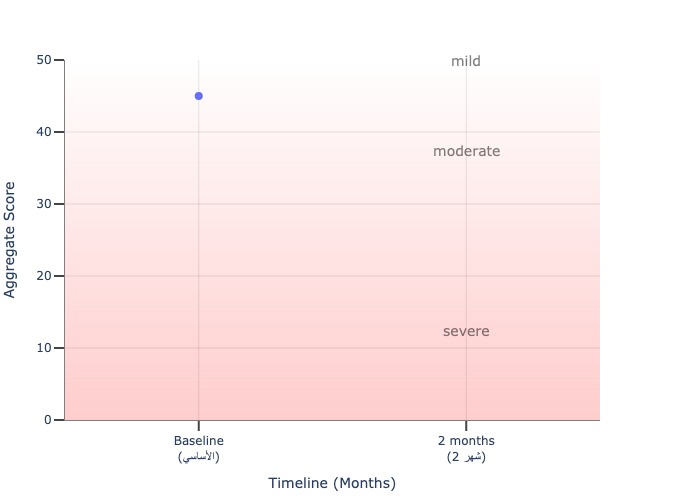 50
mild
40
moderate
30
20
severe
10
0
Aggregate Score
Baseline
(الأساسي)
2 months
(2 شهر)
Timeline (Months)